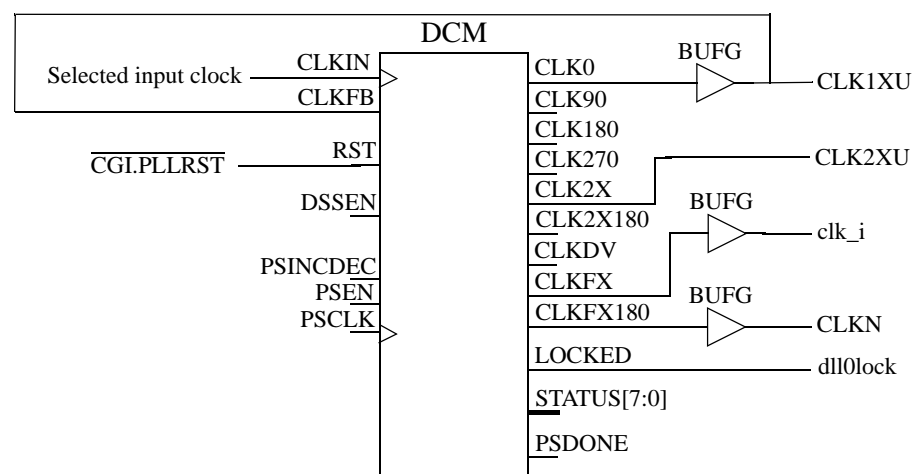 DCM
BUFG
CLKIN
CLK0
Selected input clock
CLK1XU
CLKFB
CLK90
CLK180
RST
CGI.PLLRST
CLK270
CLK2XU
CLK2X
DSSEN
BUFG
CLK2X180
clk_i
CLKDV
PSINCDEC
CLKFX
PSEN
BUFG
CLKFX180
PSCLK
CLKN
LOCKED
dll0lock
STATUS[7:0]
PSDONE